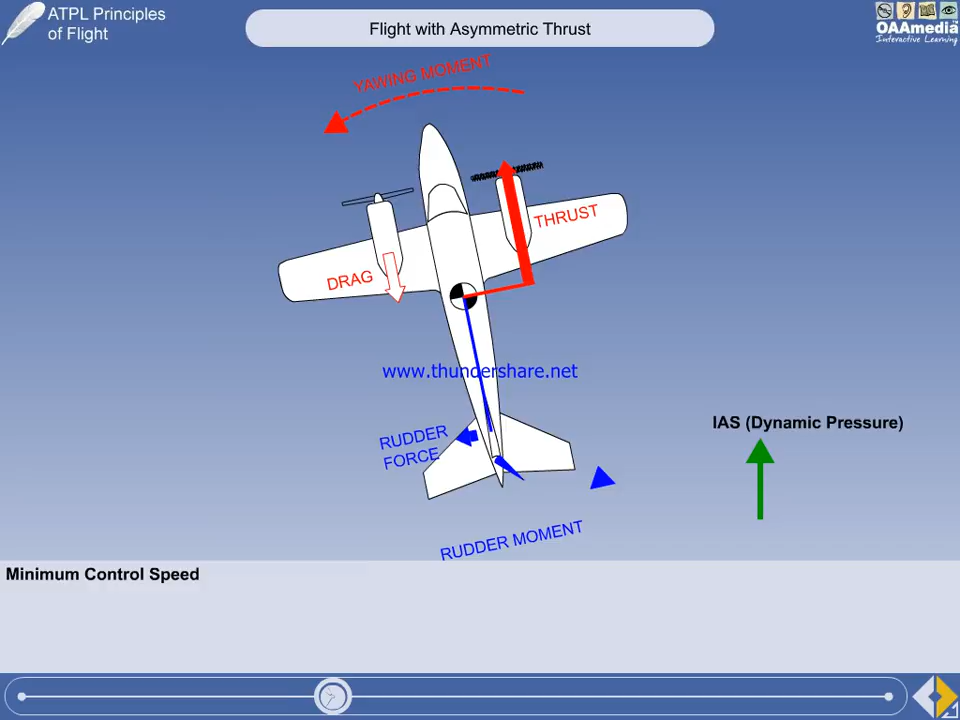 ATPL Principles
of Flight
Flight with Asymmetric Thrust
OAAmedia
Interactive Learning
YAWING MOMENT
THRUST
DRAG
www.thundershare.net
RUDDER
FORCE
IAS (Dynamic Pressure)
RUDDER MOMENT
Minimum Control Speed